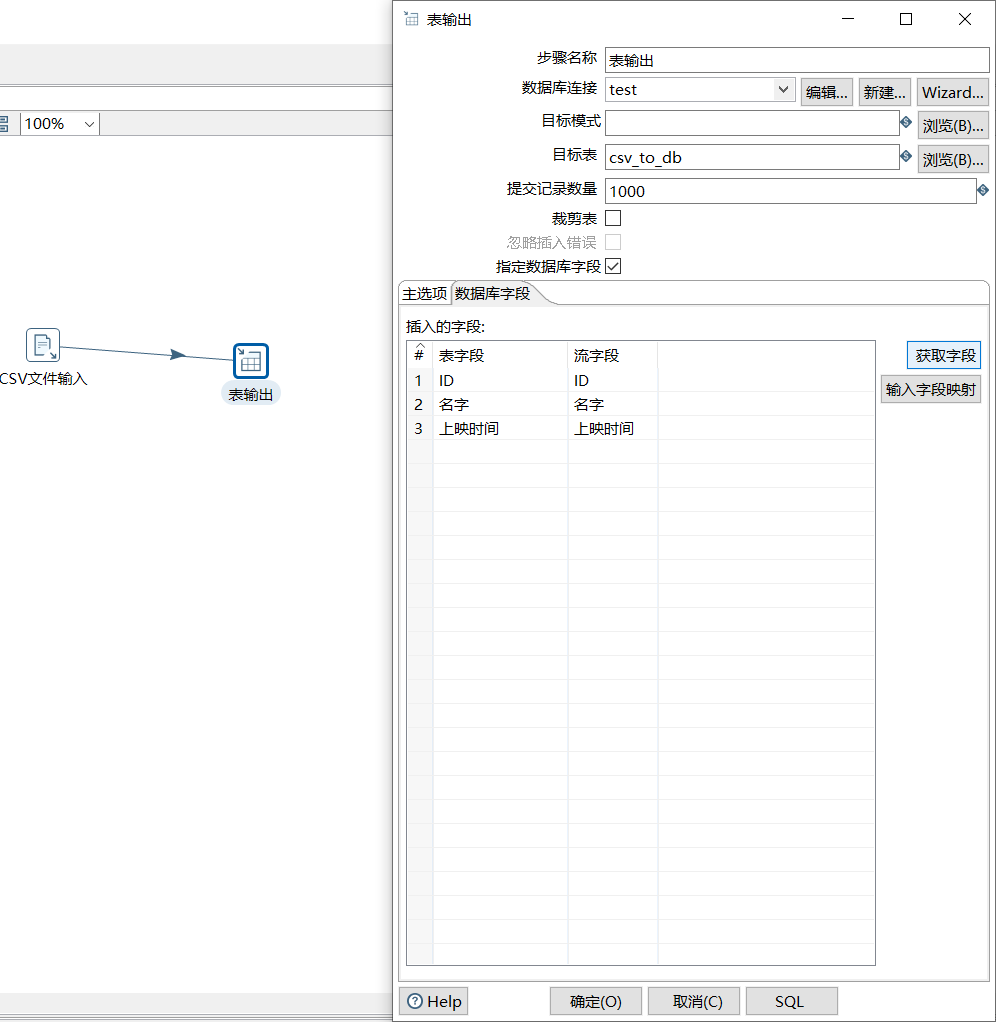 表输出
步骤名称 表输出
数据库连接 test 编辑... 新建... Wizard...
目标模式 浏览(B)...
目标表 csv_to_db 浏览(B)...
提交记录数量 1000
裁剪表
忽略插入错误
指定数据库字段
主选项 数据库字段
插入的字段:
# 表字段 流字段
1 ID ID
2 名字 名字
3 上映时间 上映时间
获取字段
输入字段映射
Help 确定(O) 取消(C) SQL
100%
CSV文件输入
表输出